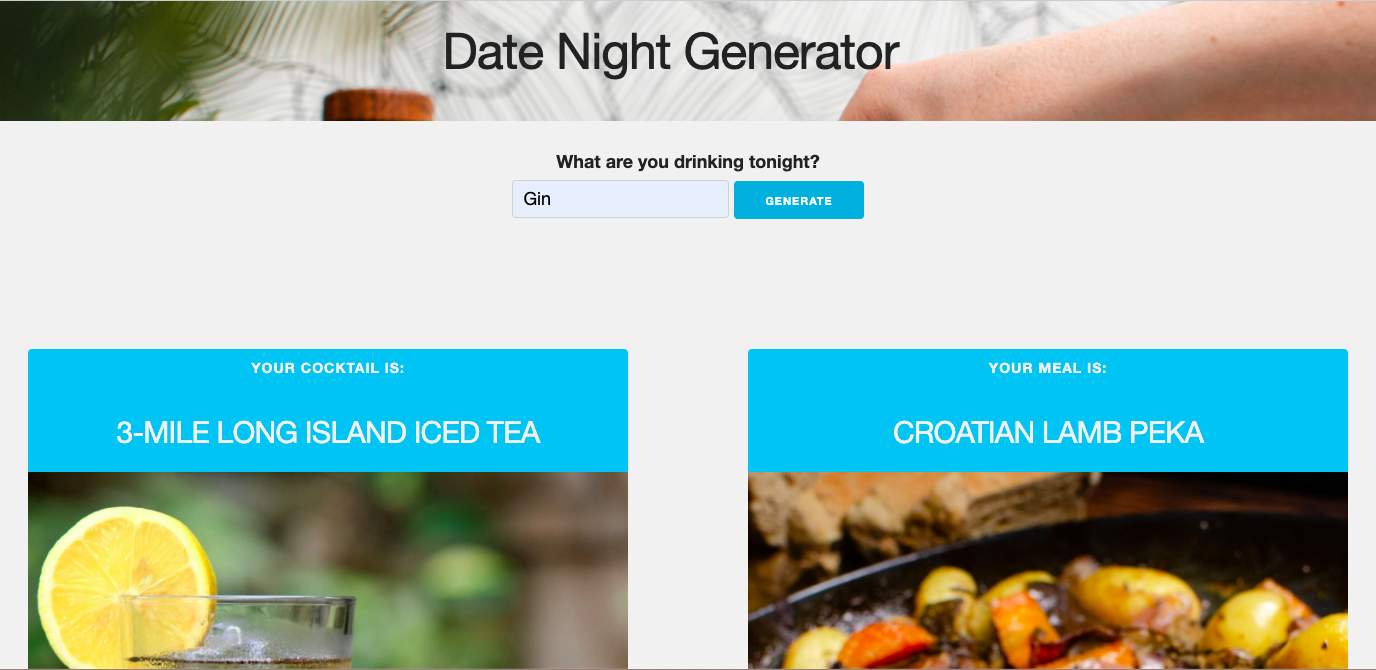 Date Night Generator
What are you drinking tonight?
Gin
GENERATE
YOUR COCKTAIL IS:
3-MILE LONG ISLAND ICED TEA
YOUR MEAL IS:
CROATIAN LAMB PEKA